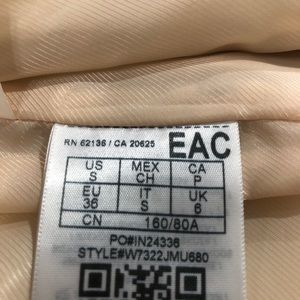 RN 62136 / CA 20625 EAC
US MEX CA
S CH P
EU IT UK
36 S 6
CN 160/80A
PO#IN24336
STYLE#W7322JMU680